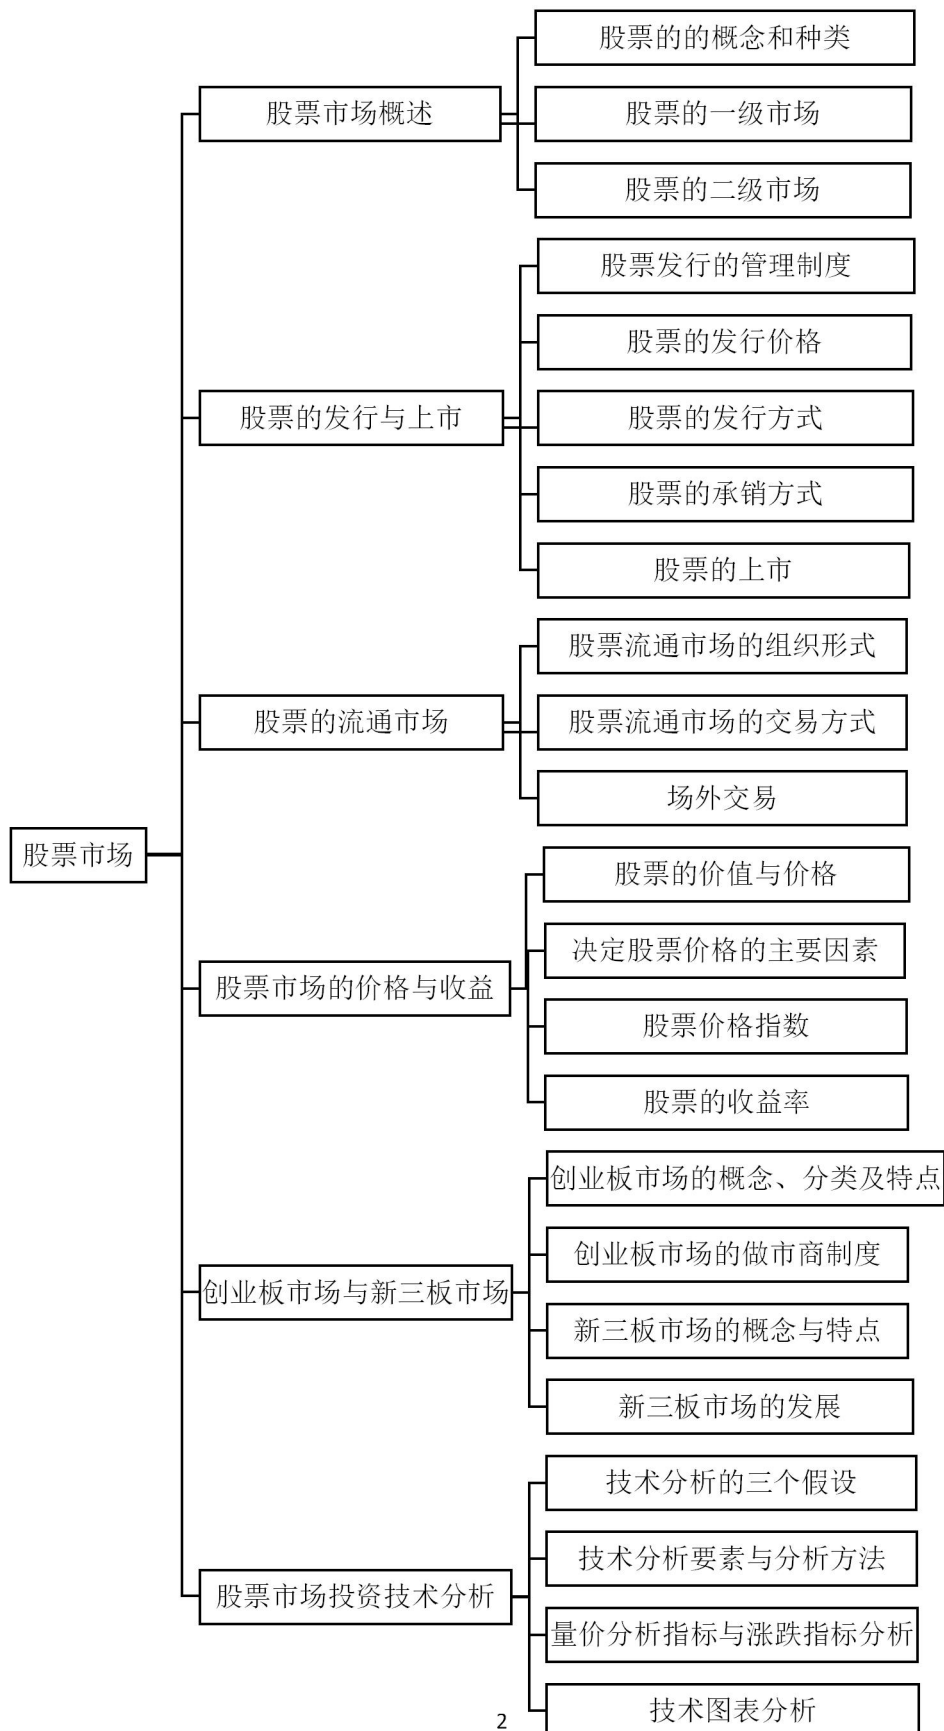 股票市场
股票市场概述
股票的的概念和种类
股票的一级市场
股票的二级市场
股票的发行与上市
股票发行的管理制度
股票的发行价格
股票的发行方式
股票的承销方式
股票的上市
股票的流通市场
股票流通市场的组织形式
股票流通市场的交易方式
场外交易
股票市场的价格与收益
股票的价值与价格
决定股票价格的主要因素
股票价格指数
股票的收益率
创业板市场与新三板市场
创业板市场的概念、分类及特点
创业板市场的做市商制度
新三板市场的概念与特点
新三板市场的发展
股票市场投资技术分析
技术分析的三个假设
技术分析要素与分析方法
量价分析指标与涨跌指标分析
技术图表分析
2